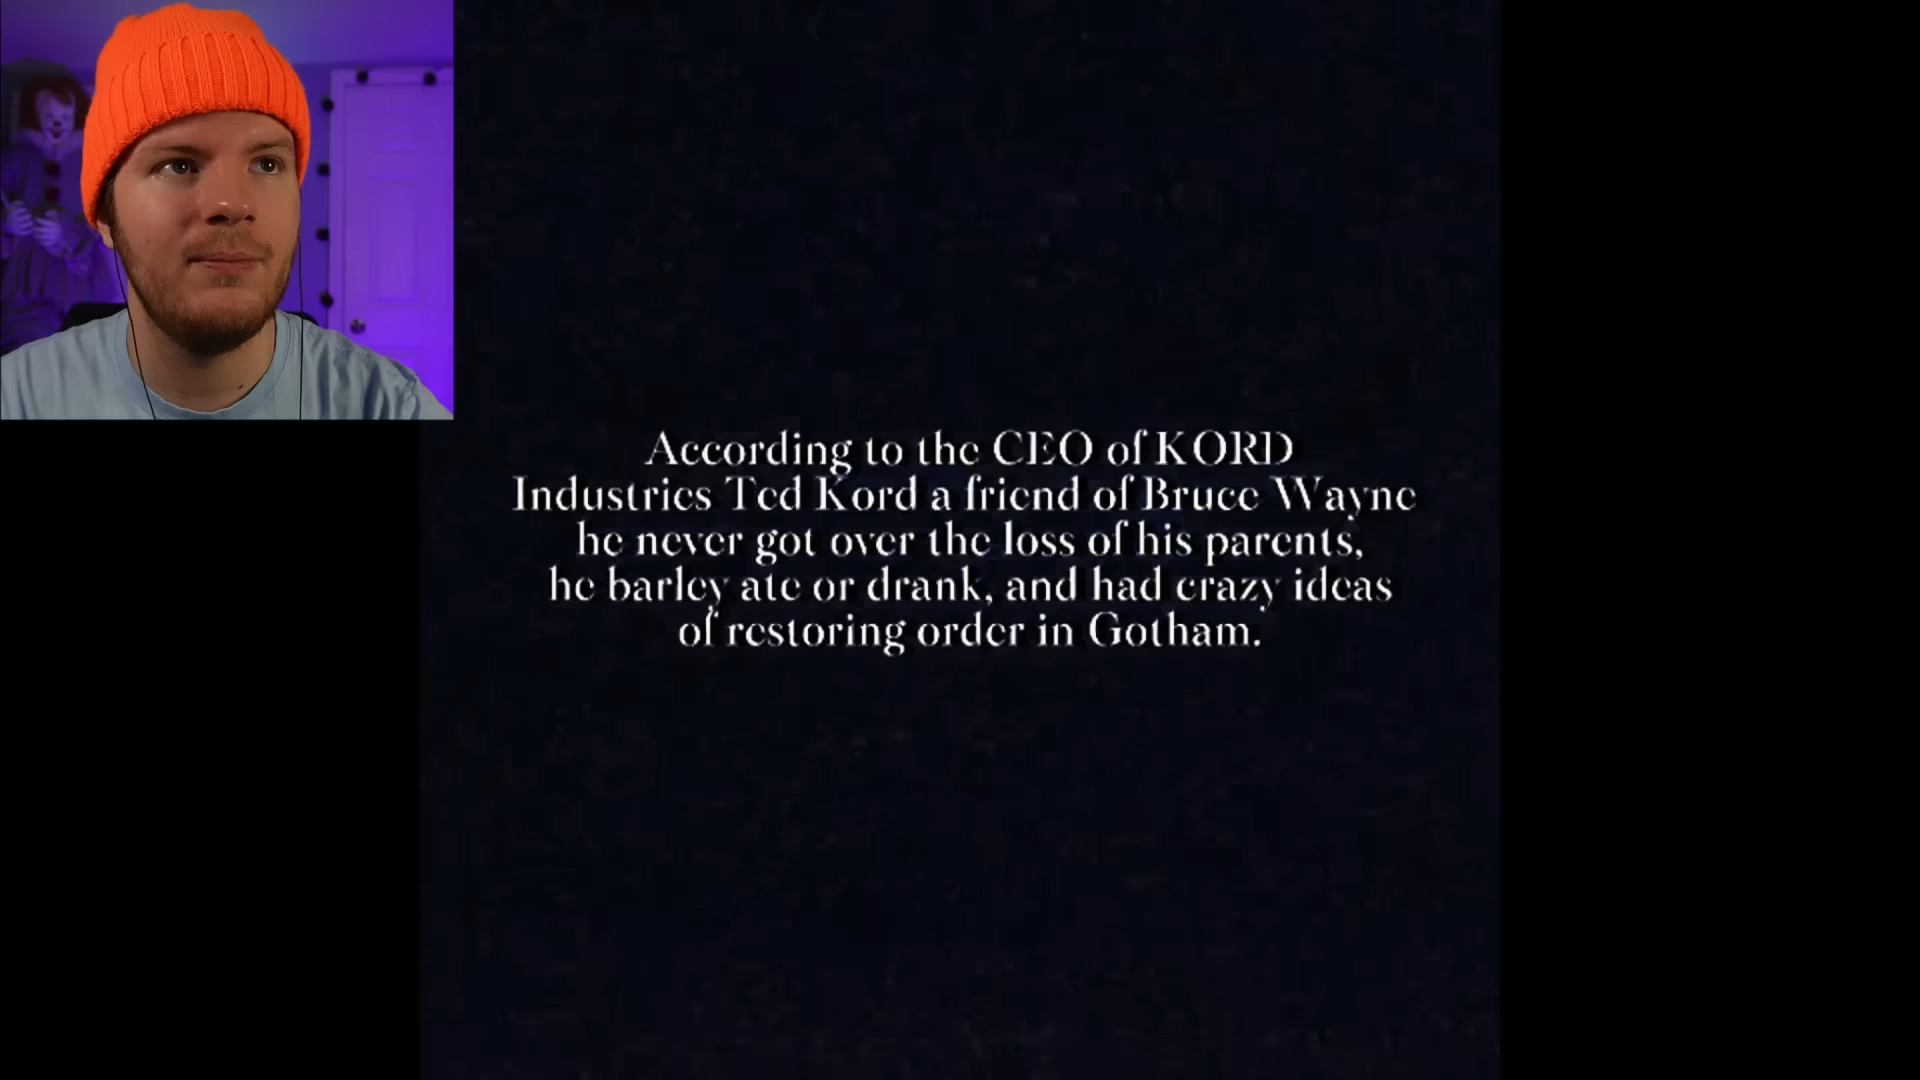 According to the CEO of KORD
Industries Ted Kord a friend of Bruce Wayne
he never got over the loss of his parents,
he barley ate or drank, and had crazy ideas
of restoring order in Gotham.